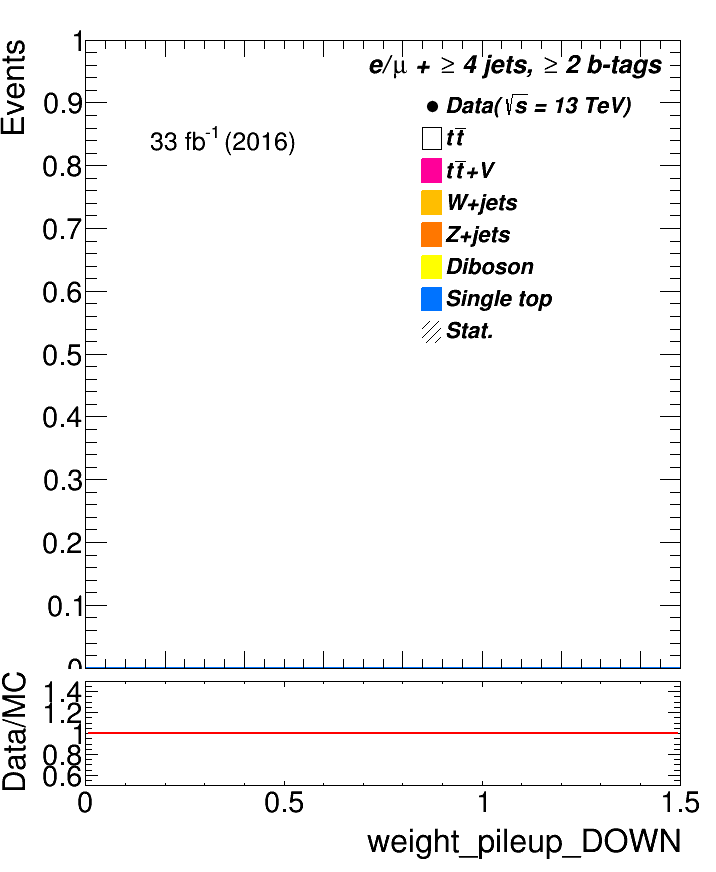 Events
1
e/μ + ≥ 4 jets, ≥ 2 b-tags
0.9
Data(√s = 13 TeV)
33 fb⁻¹ (2016)
tt̅
0.8
tt̅+V
W+jets
0.7
Z+jets
Diboson
0.6
Single top
Stat.
0.5
0.4
0.3
0.2
0.1
0
Data/MC
1.4
1.2
1
0.8
0.6
0 0.5 1 1.5
weight_pileup_DOWN